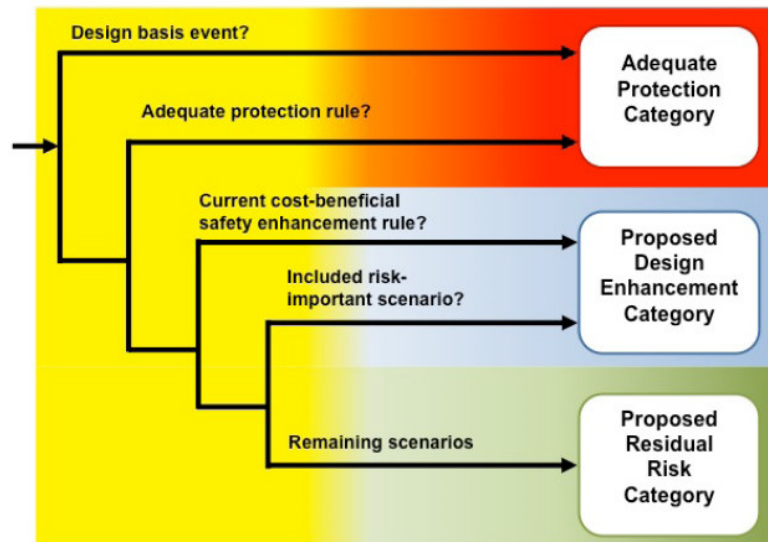 Design basis event?
Adequate
Protection
Category
Adequate protection rule?
Current cost-beneficial
safety enhancement rule?
Proposed
Design
Enhancement
Category
Included risk-
important scenario?
Remaining scenarios
Proposed
Residual
Risk
Category